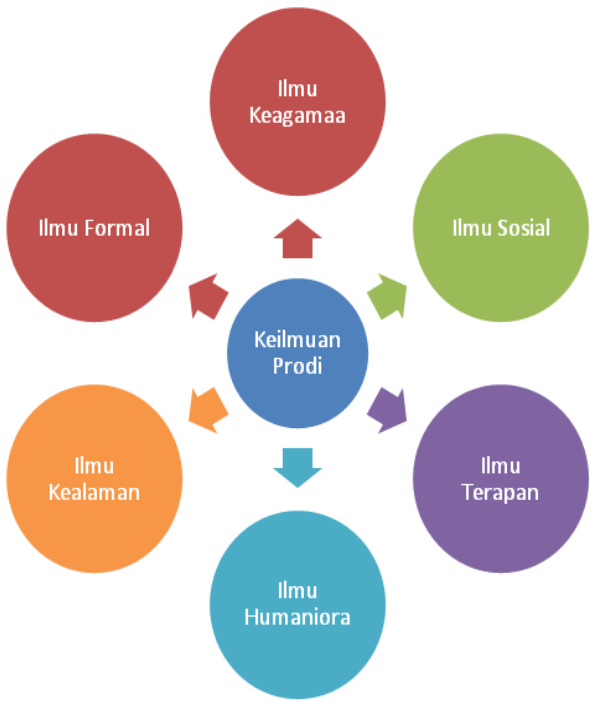 Ilmu
Keagamaa
Ilmu Formal
Ilmu Sosial
Keilmuan
Prodi
Ilmu
Kealaman
Ilmu
Terapan
Ilmu
Humaniora